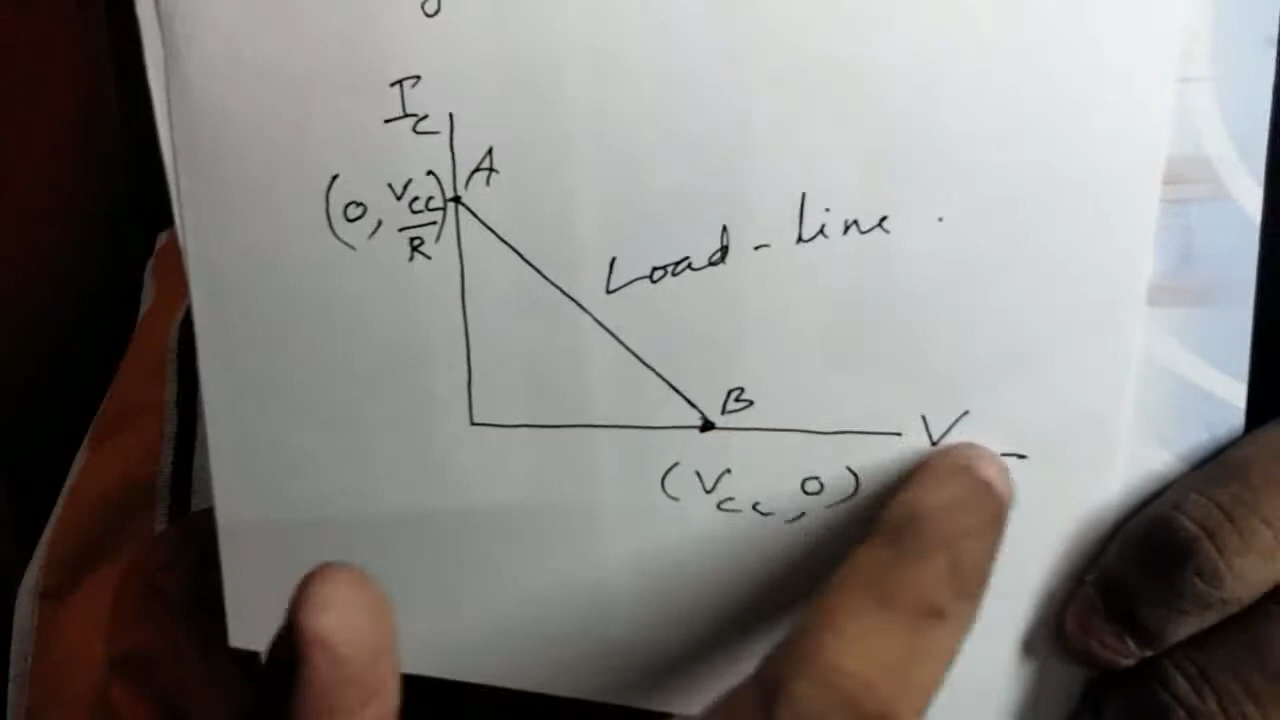 I_C
A
(0, V_CC/R)
Load-line.
B
V
(V_CC, 0)